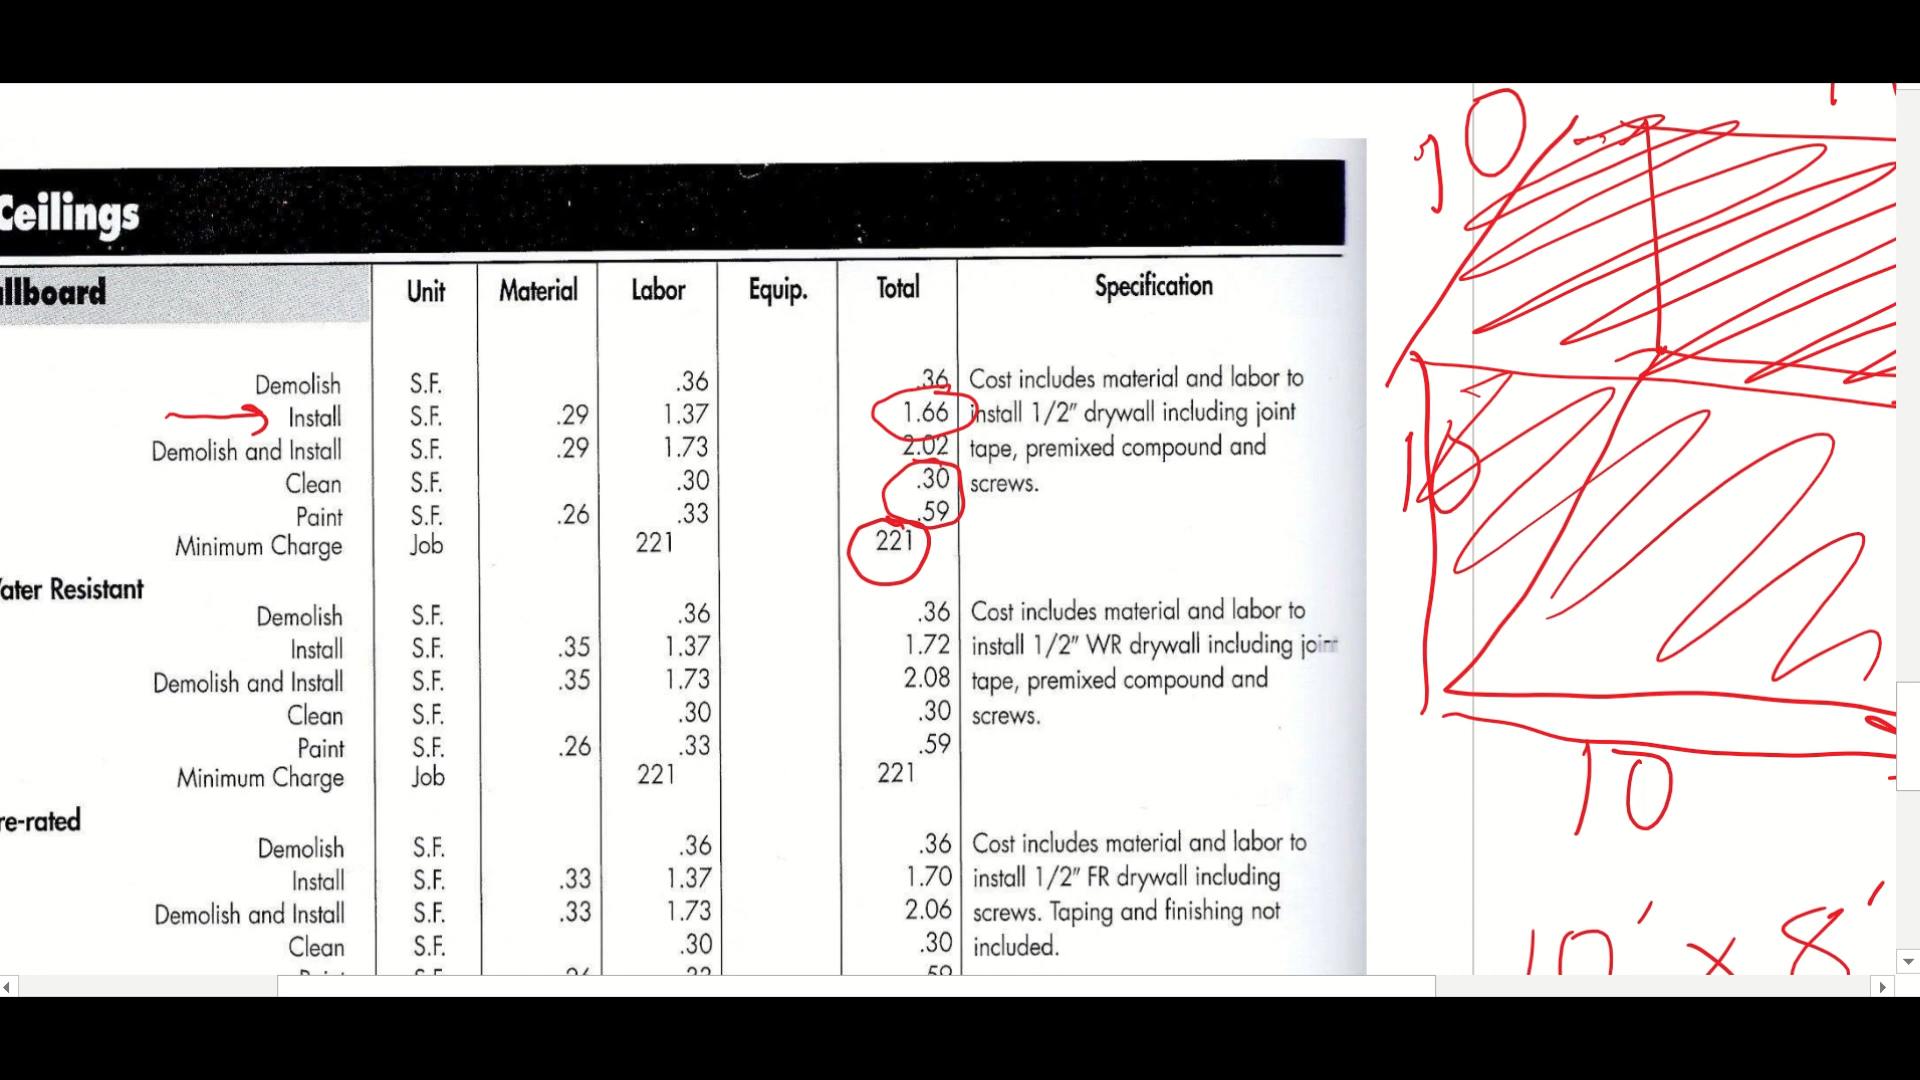 Ceilings
llboard Unit Material Labor Equip. Total Specification
Demolish S.F. .36 .36 Cost includes material and labor to
Install S.F. .29 1.37 1.66 install 1/2" drywall including joint
Demolish and Install S.F. .29 1.73 2.02 tape, premixed compound and
Clean S.F. .30 .30 screws.
Paint S.F. .26 .33 .59
Minimum Charge Job 221 221
ater Resistant
Demolish S.F. .36 .36 Cost includes material and labor to
Install S.F. .35 1.37 1.72 install 1/2" WR drywall including joint
Demolish and Install S.F. .35 1.73 2.08 tape, premixed compound and
Clean S.F. .30 .30 screws.
Paint S.F. .26 .33 .59
Minimum Charge Job 221 221
re-rated
Demolish S.F. .36 .36 Cost includes material and labor to
Install S.F. .33 1.37 1.70 install 1/2" FR drywall including
Demolish and Install S.F. .33 1.73 2.06 screws. Taping and finishing not
Clean S.F. .30 .30 included.
10
10
10
10' x 8'